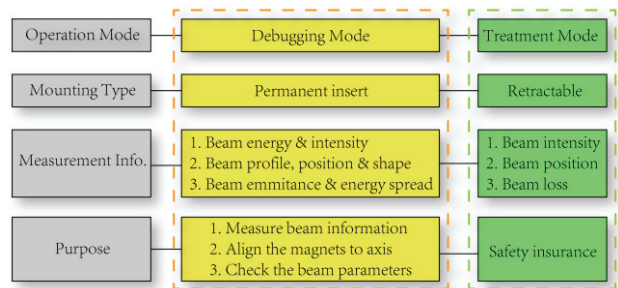 Operation Mode
Debugging Mode
Treatment Mode
Mounting Type
Permanent insert
Retractable
Measurement Info.
1. Beam energy & intensity
2. Beam profile, position & shape
3. Beam emmitance & energy spread
1. Beam intensity
2. Beam position
3. Beam loss
Purpose
1. Measure beam information
2. Align the magnets to axis
3. Check the beam parameters
Safety insurance